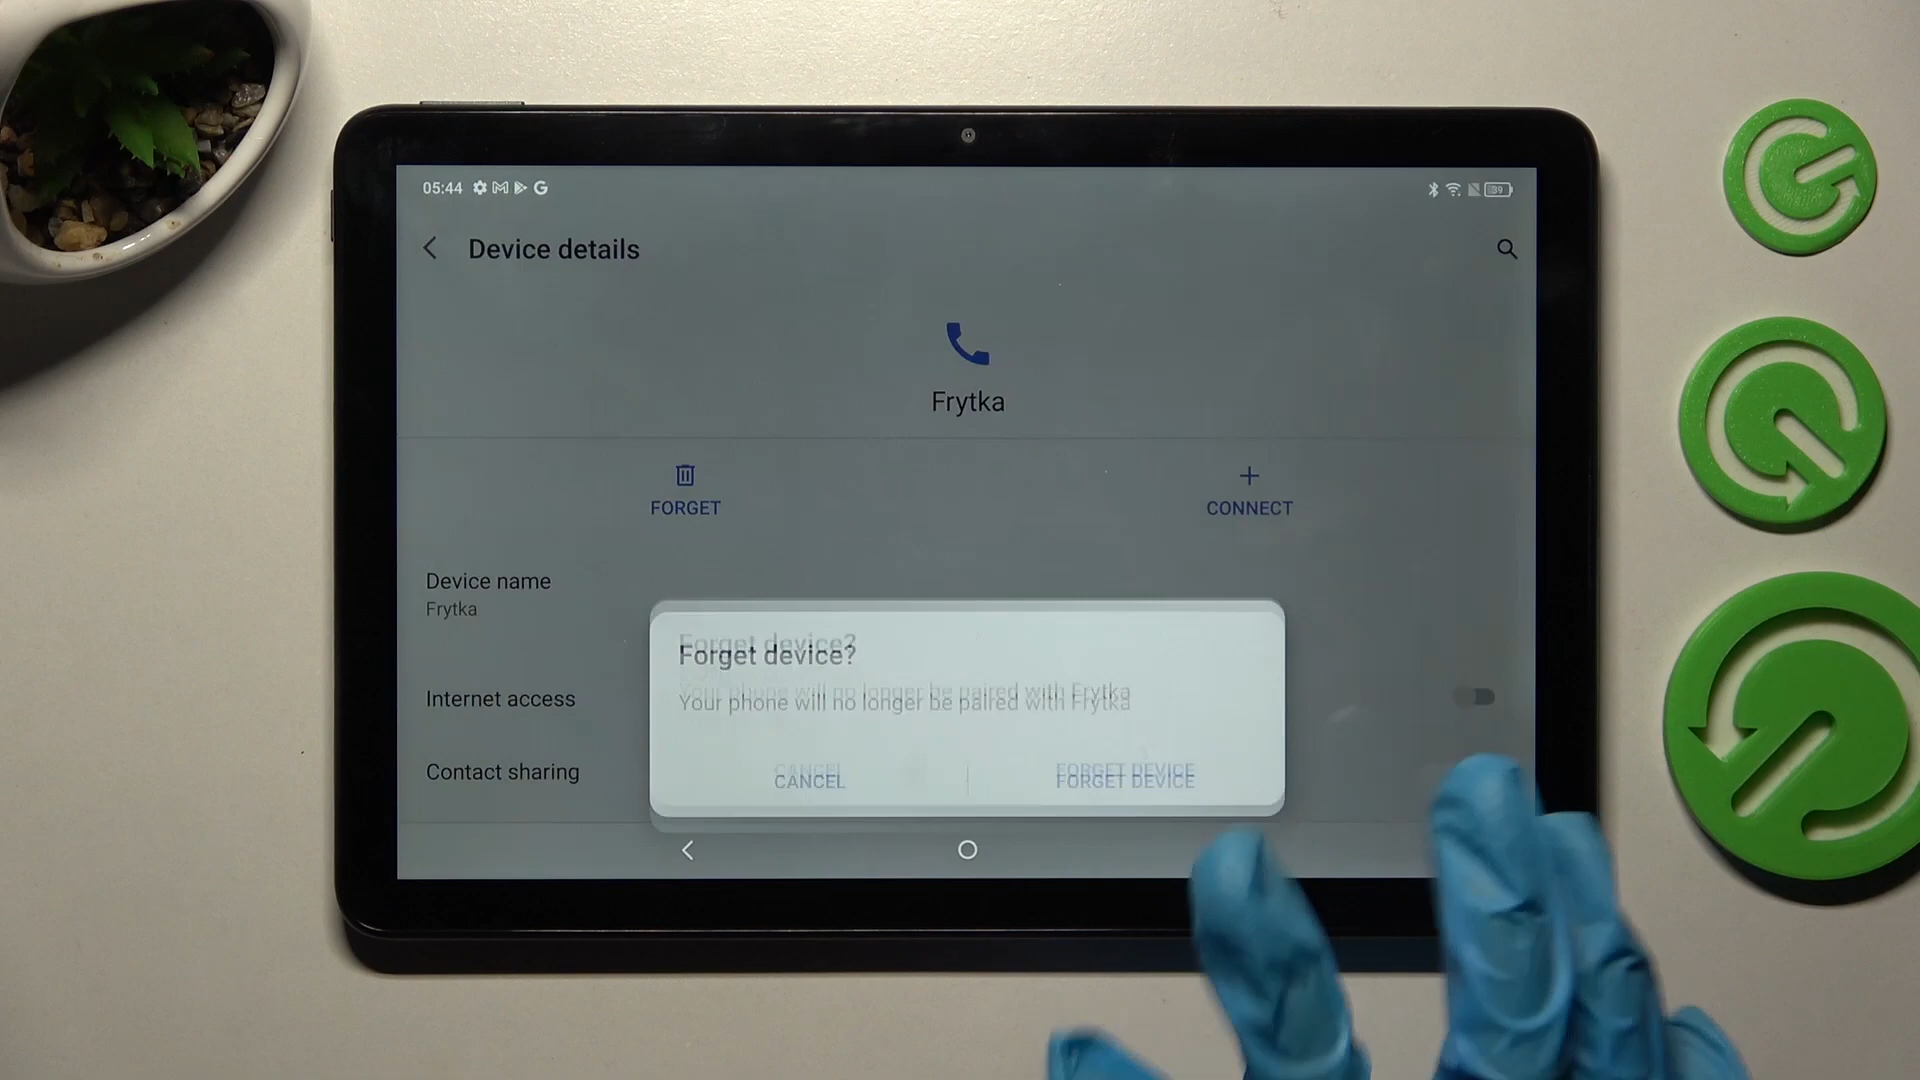 05:44
39
Device details
Frytka
FORGET
CONNECT
Device name
Frytka
Forget device?
Your phone will no longer be paired with Frytka
Internet access
Contact sharing
CANCEL
FORGET DEVICE